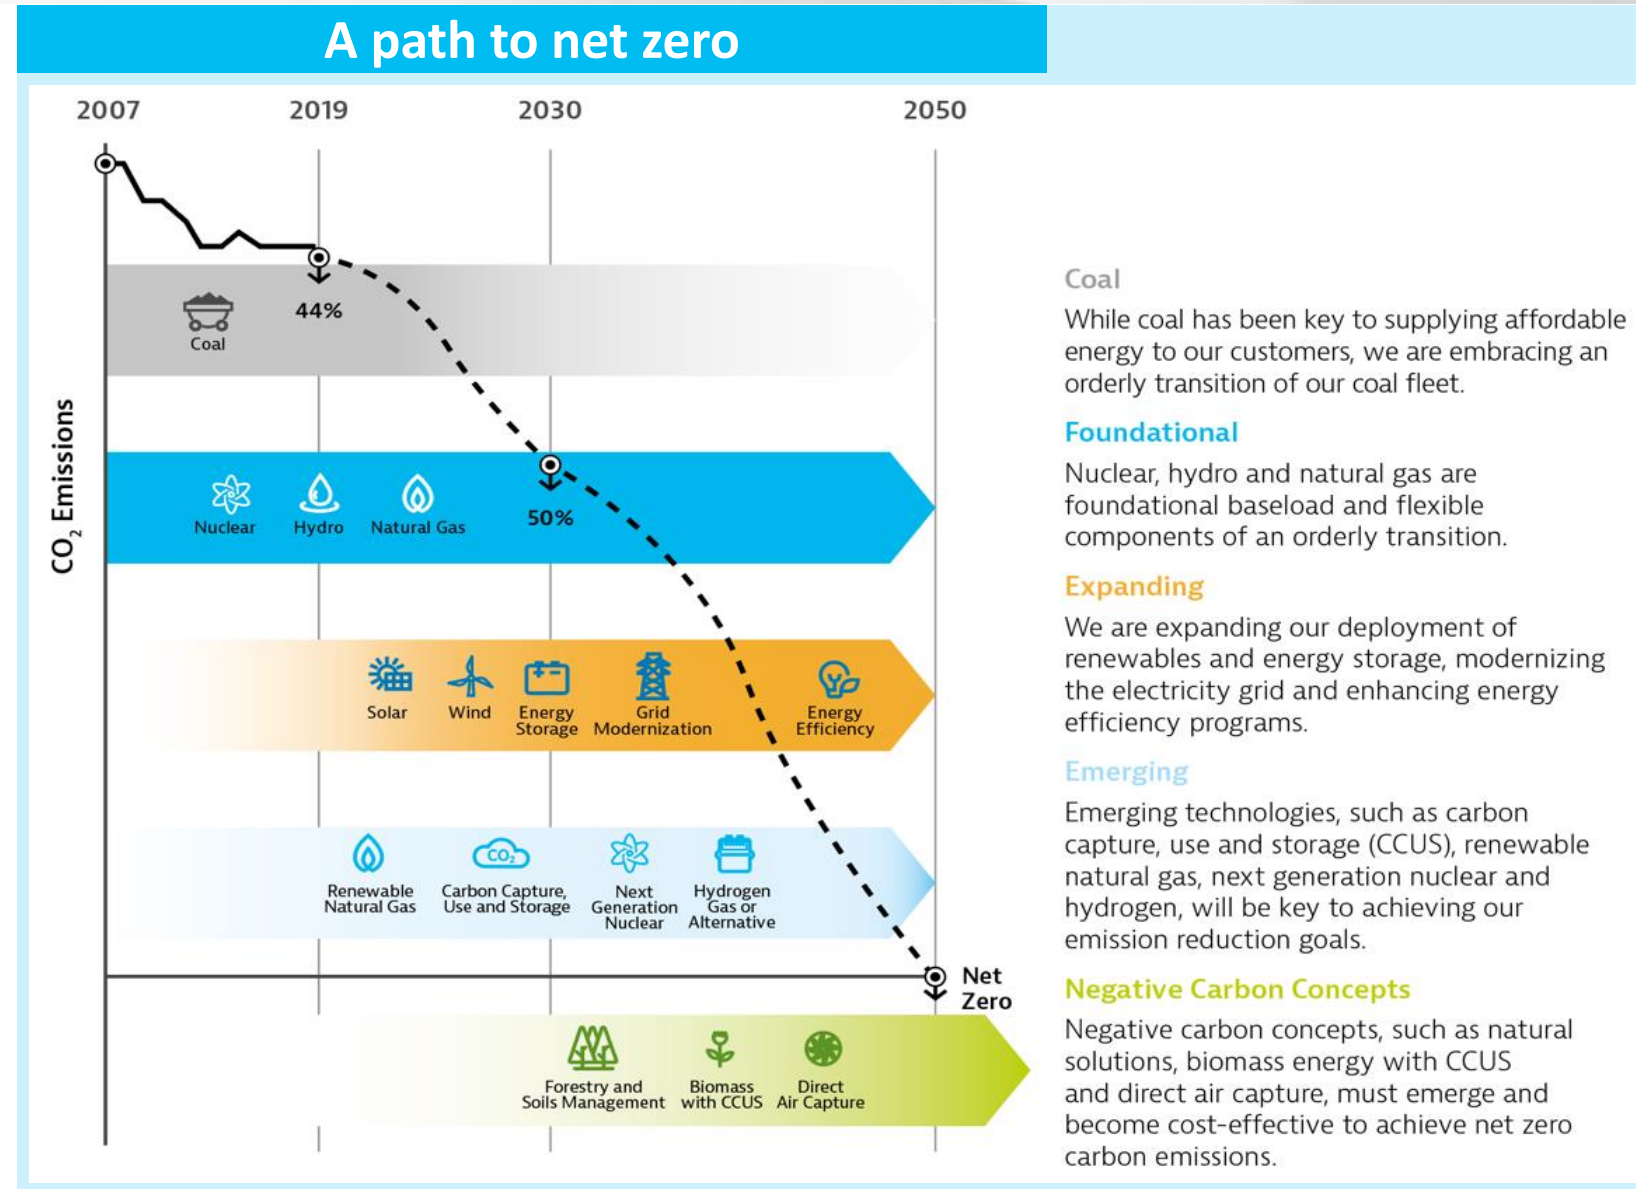 A path to net zero
2007 2019 2030 2050
CO₂ Emissions
44%
Coal
50%
Nuclear Hydro Natural Gas
Solar Wind Energy Storage Grid Modernization Energy Efficiency
Renewable Natural Gas
Carbon Capture, Use and Storage
CO₂
Next Generation Nuclear
Hydrogen Gas or Alternative
Net
Zero
Forestry and
Soils Management
Biomass
with CCUS
Direct
Air Capture
Coal
While coal has been key to supplying affordable
energy to our customers, we are embracing an
orderly transition of our coal fleet.
Foundational
Nuclear, hydro and natural gas are
foundational baseload and flexible
components of an orderly transition.
Expanding
We are expanding our deployment of
renewables and energy storage, modernizing
the electricity grid and enhancing energy
efficiency programs.
Emerging
Emerging technologies, such as carbon
capture, use and storage (CCUS), renewable
natural gas, next generation nuclear and
hydrogen, will be key to achieving our
emission reduction goals.
Negative Carbon Concepts
Negative carbon concepts, such as natural
solutions, biomass energy with CCUS
and direct air capture, must emerge and
become cost-effective to achieve net zero
carbon emissions.